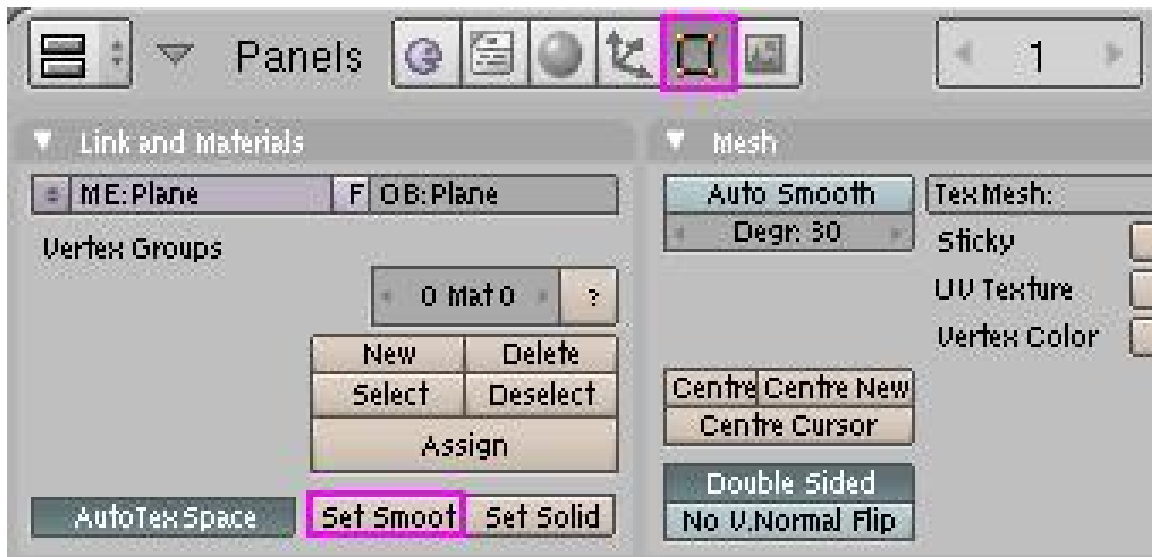 Panels 1
Link and Materials
ME:Plane F OB:Plane
Vertex Groups
0 Mat 0 ?
New Delete
Select Deselect
Assign
AutoTexSpace Set Smoot Set Solid
Mesh
Auto Smooth TexMesh:
Degr: 30 Sticky
UV Texture
Vertex Color
Centre Centre New
Centre Cursor
Double Sided
No V.Normal Flip